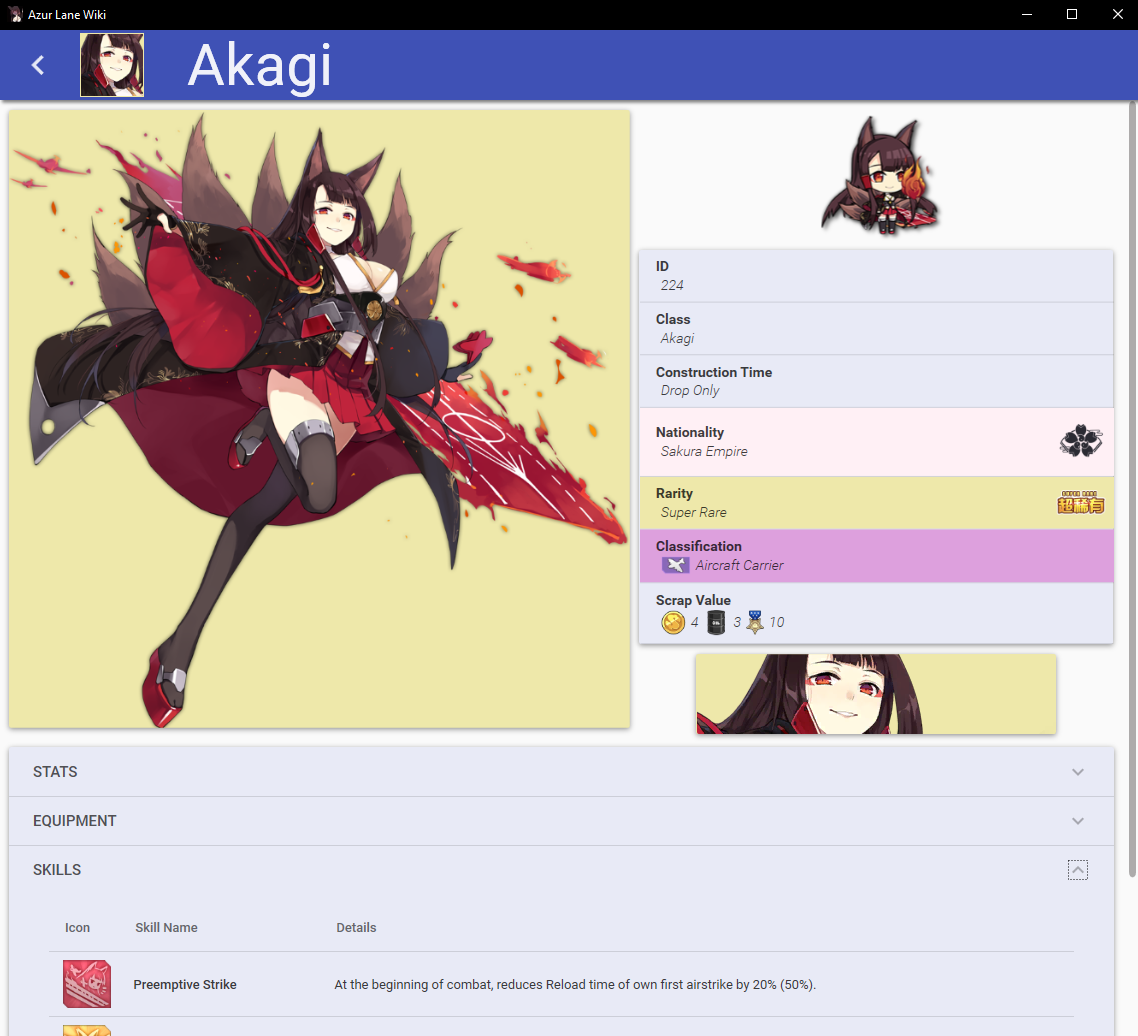 Azur Lane Wiki
Akagi
ID
224
Class
Akagi
Construction Time
Drop Only
Nationality
Sakura Empire
Rarity
Super Rare
SUPER RARE
超稀有
Classification
Aircraft Carrier
Scrap Value
4 3 10
STATS
EQUIPMENT
SKILLS
Icon Skill Name Details
Preemptive Strike At the beginning of combat, reduces Reload time of own first airstrike by 20% (50%).